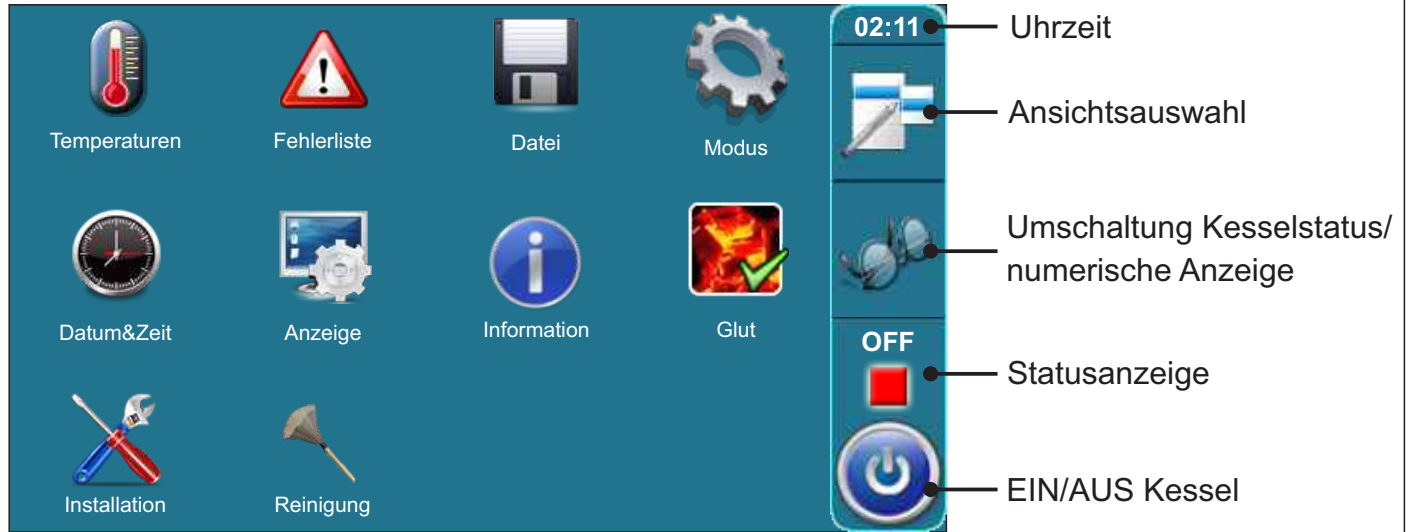 Temperaturen
Fehlerliste
Datei
Modus
Datum&Zeit
Anzeige
Information
Glut
Installation
Reinigung
02:11
OFF
Uhrzeit
Ansichtsauswahl
Umschaltung Kesselstatus/
numerische Anzeige
Statusanzeige
EIN/AUS Kessel